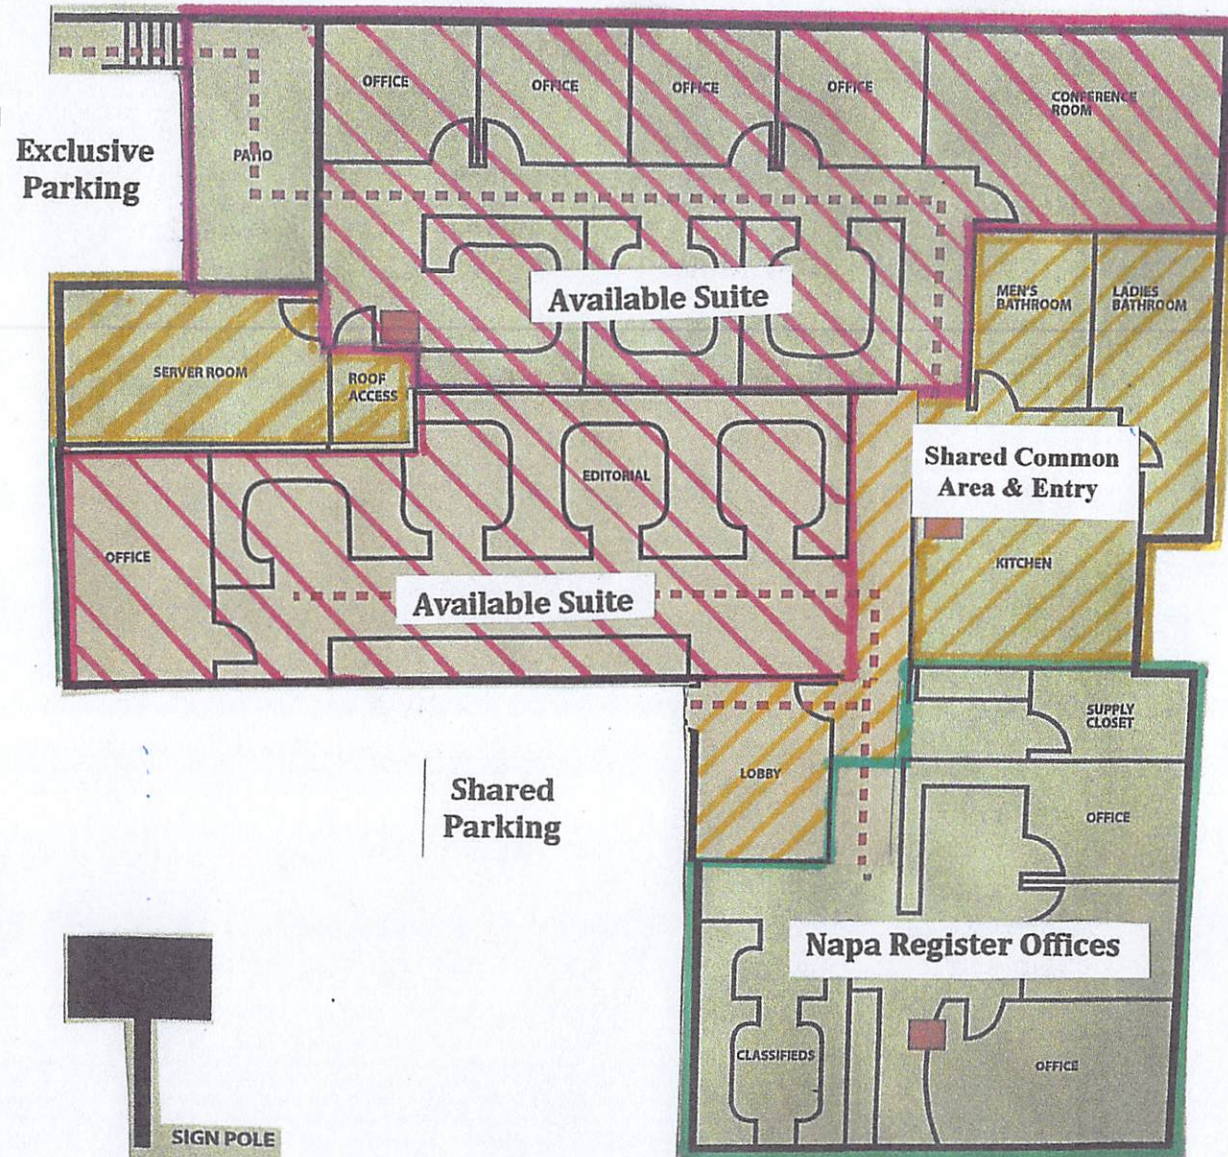 OFFICE
OFFICE
OFFICE
OFFICE
CONFERENCE
ROOM
Exclusive
Parking
PATIO
Available Suite
MEN'S
BATHROOM
LADIES
BATHROOM
SERVER ROOM
ROOF
ACCESS
Shared Common
Area & Entry
EDITORIAL
OFFICE
KITCHEN
Available Suite
SUPPLY
CLOSET
LOBBY
Shared
Parking
OFFICE
Napa Register Offices
CLASSIFIEDS
OFFICE
SIGN POLE